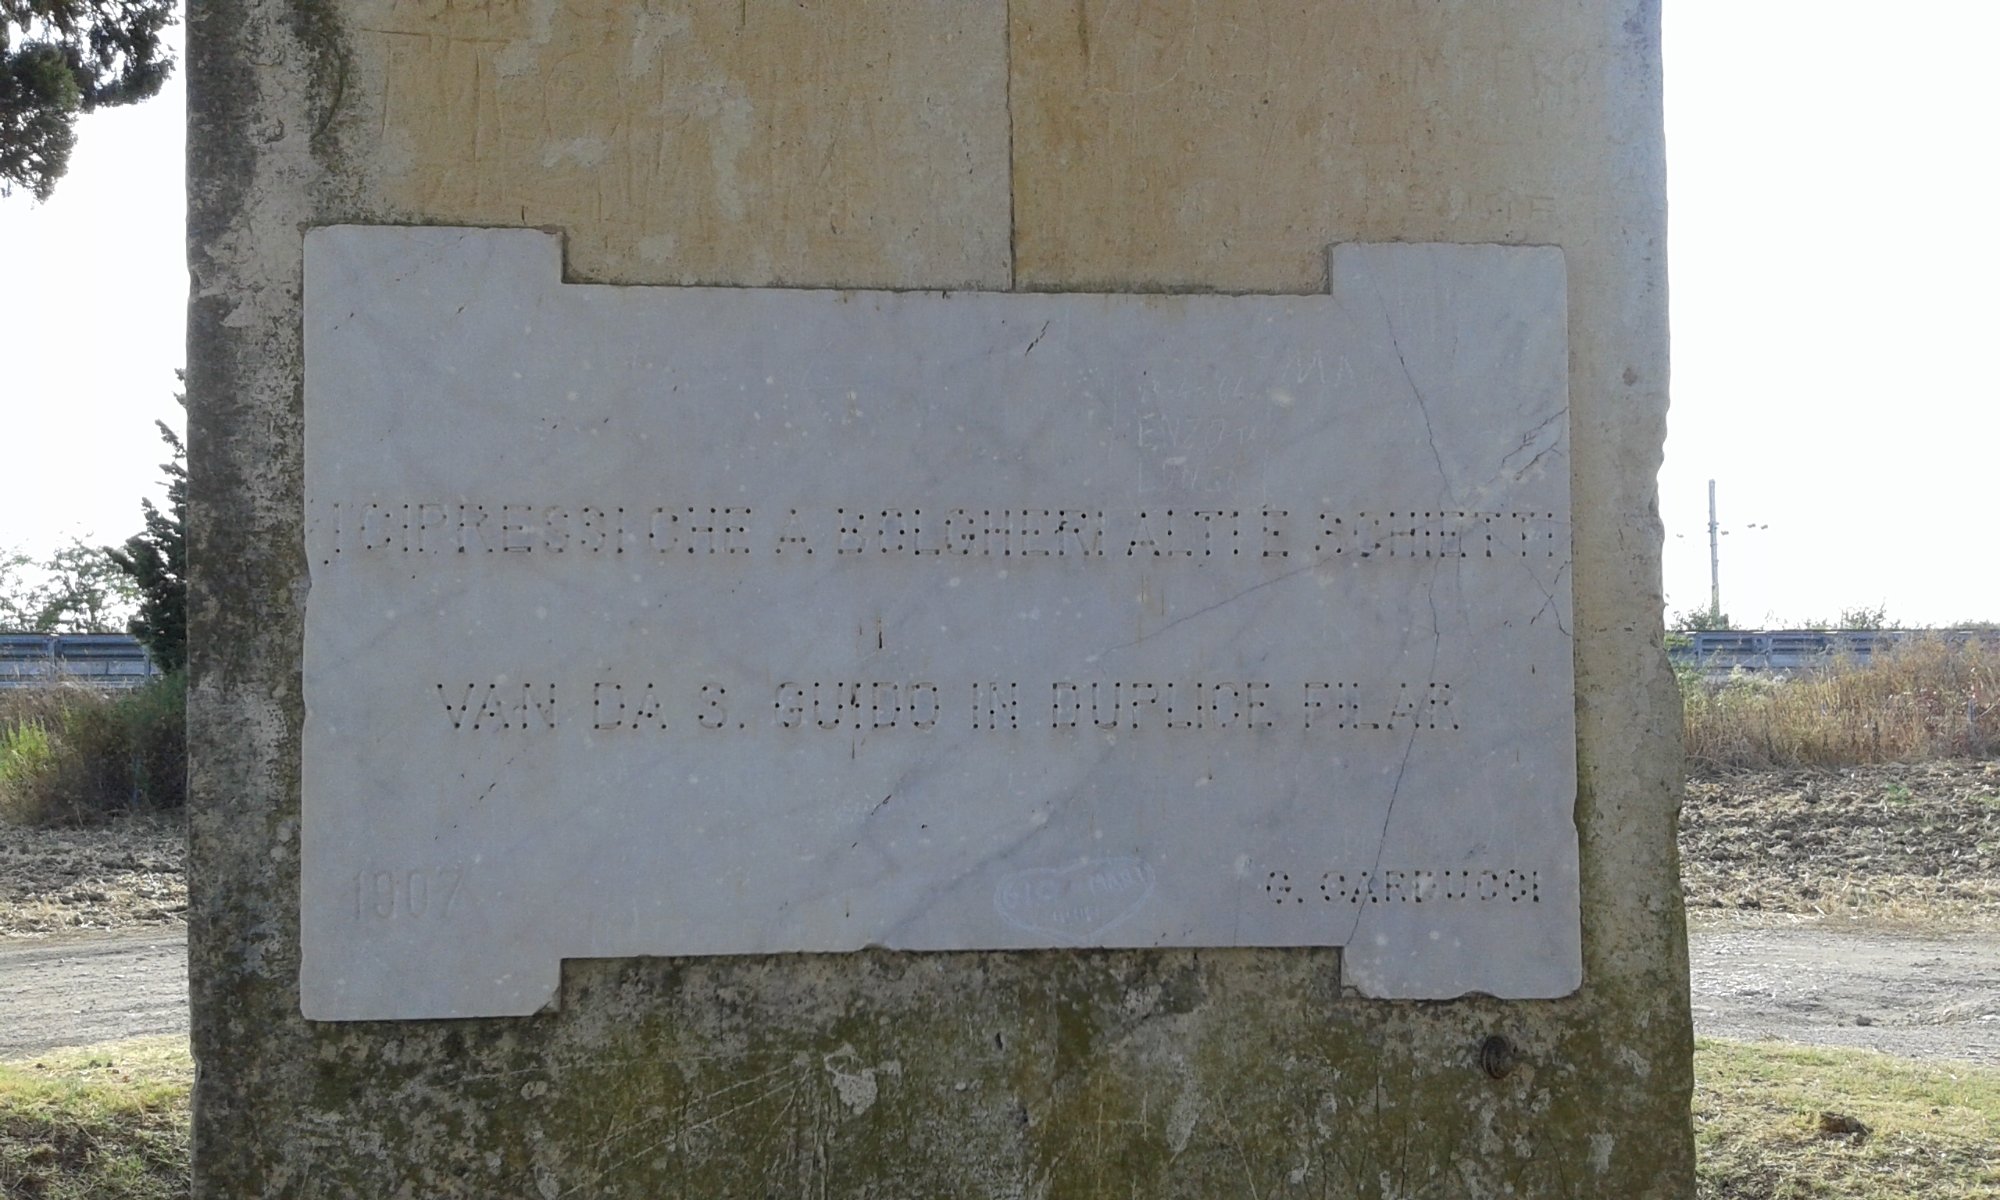 I CIPRESSI CHE A BOLGHERI ALTI E SCHIETTI
VAN DA S. GUIDO IN DUPLICE FILAR
1907
G. CARDUCCI